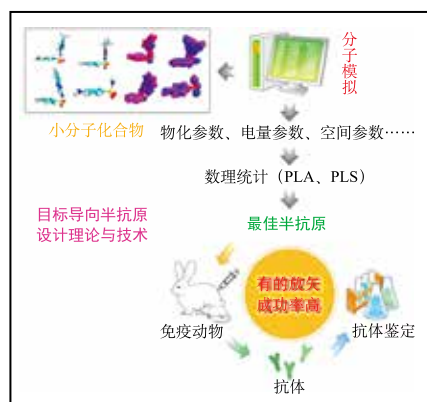 分子模拟
小分子化合物
物化参数、电量参数、空间参数……
数理统计（PLA、PLS）
目标导向半抗原
设计理论与技术
最佳半抗原
有的放矢
成功率高
免疫动物
抗体鉴定
抗体